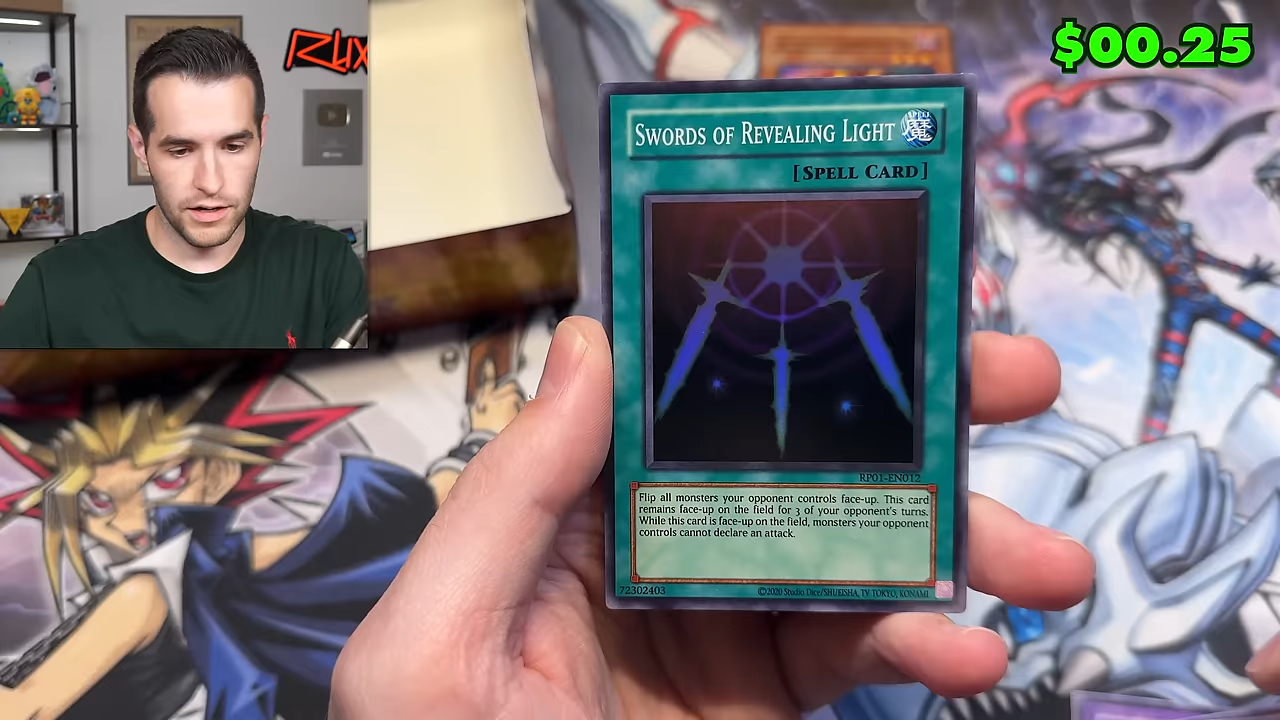 $00.25
SWORDS OF REVEALING LIGHT
[SPELL CARD]
RP01-EN012
Flip all monsters your opponent controls face-up. This card
remains face-up on the field for 3 of your opponent's turns.
While this card is face-up on the field, monsters your opponent
controls cannot declare an attack.
72302403
©2020 Studio Dice/SHUEISHA, TV TOKYO, KONAMI